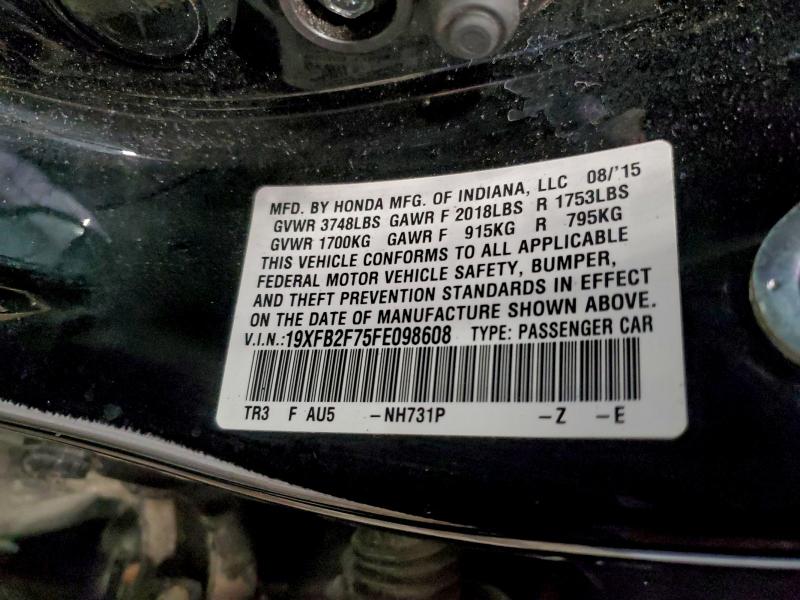 MFD. BY HONDA MFG. OF INDIANA, LLC 08/'15
GVWR 3748LBS GAWR F 2018LBS R 1753LBS
GVWR 1700KG GAWR F 915KG R 795KG
THIS VEHICLE CONFORMS TO ALL APPLICABLE
FEDERAL MOTOR VEHICLE SAFETY, BUMPER,
AND THEFT PREVENTION STANDARDS IN EFFECT
ON THE DATE OF MANUFACTURE SHOWN ABOVE.
V.I.N.:19XFB2F75FE098608 TYPE: PASSENGER CAR
TR3 F AU5 -NH731P -Z -E